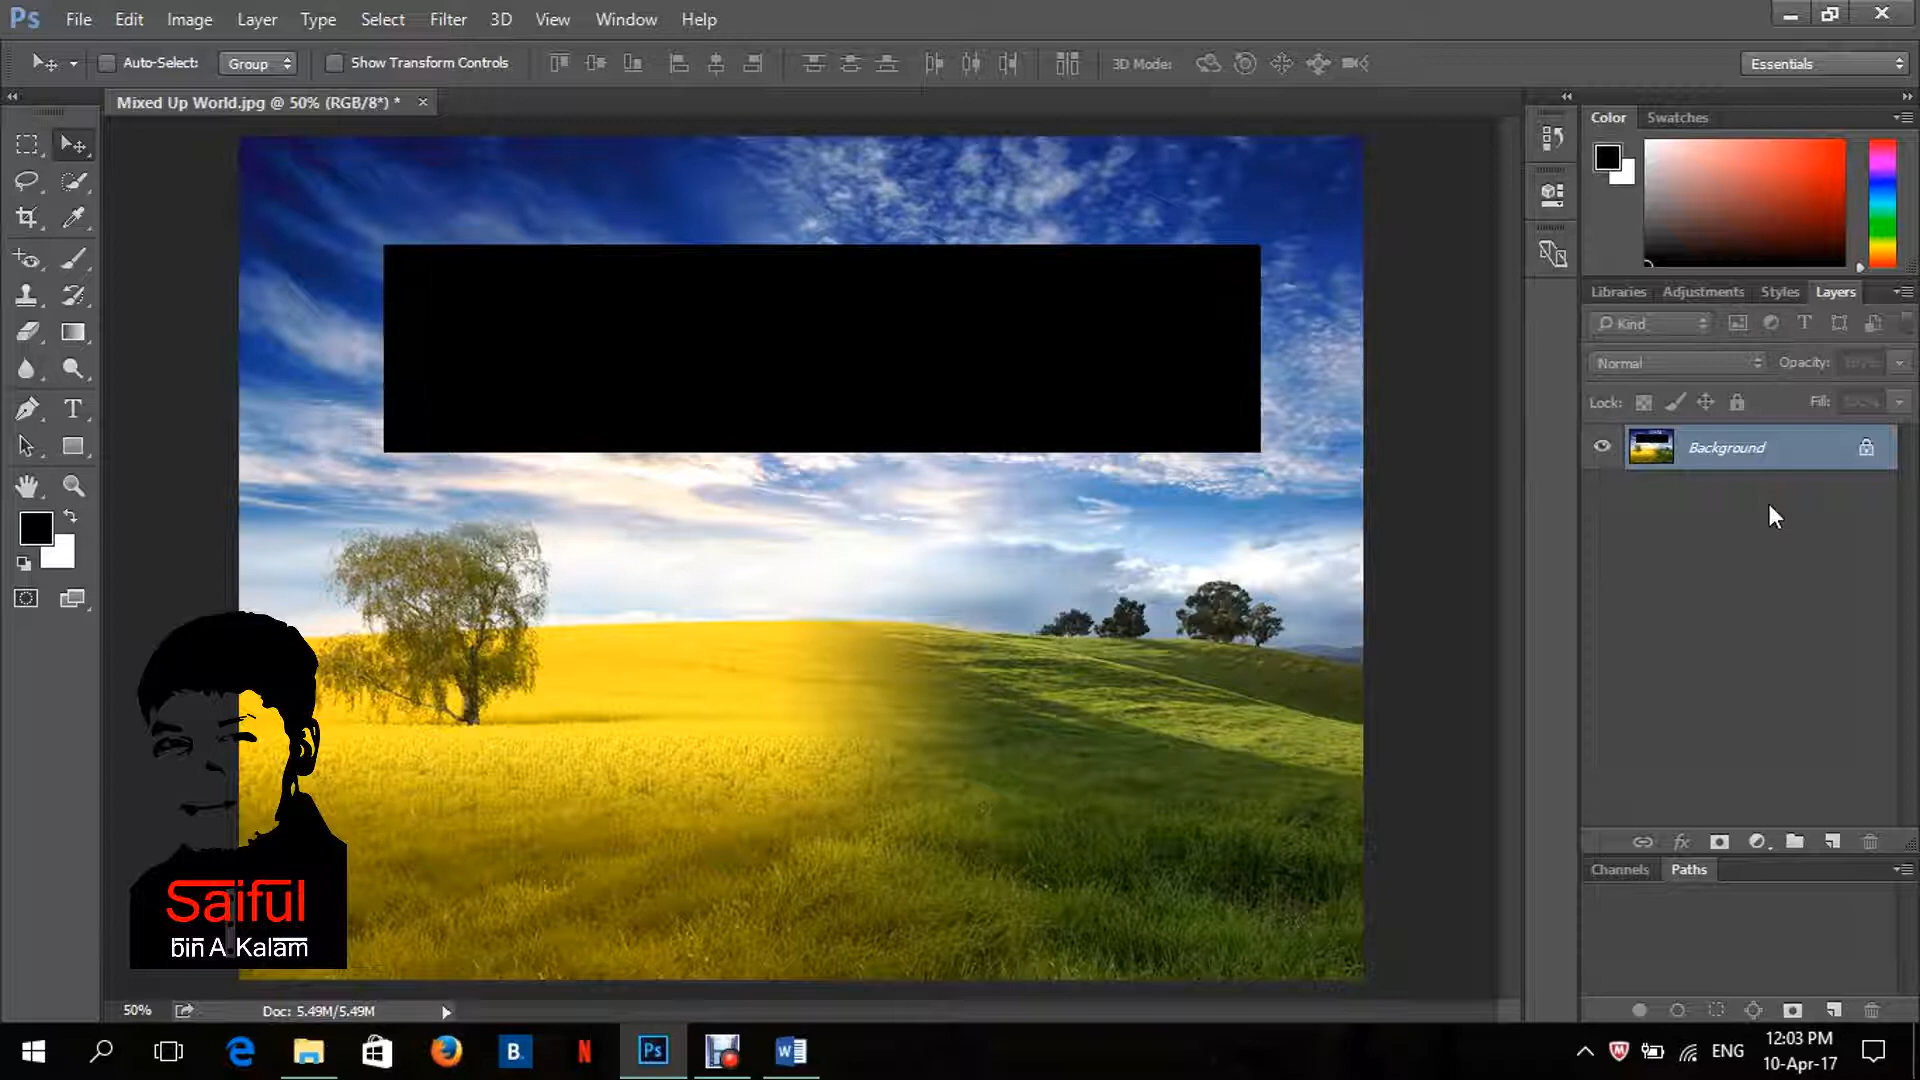 Ps File Edit Image Layer Type Select Filter 3D View Window Help
Auto-Select: Group Show Transform Controls 3D Mode: Essentials
Mixed Up World.jpg @ 50% (RGB/8*) * ×
Color Swatches
Libraries Adjustments Styles Layers
Kind
Normal Opacity:
Lock: Fill:
Background
fx
Channels Paths
Saiful
bin A Kalam
50% Doc: 5.49M/5.49M
B. N Ps W ENG
12:03 PM
10-Apr-17